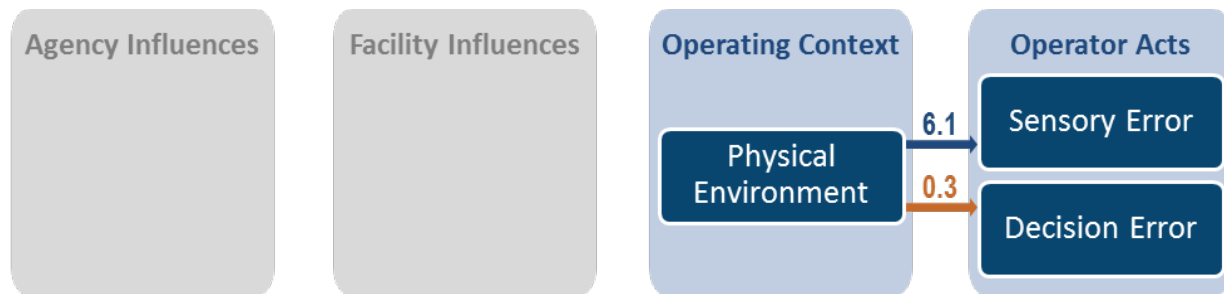 Agency Influences
Facility Influences
Operating Context
Operator Acts
Physical
Environment
6.1
0.3
Sensory Error
Decision Error